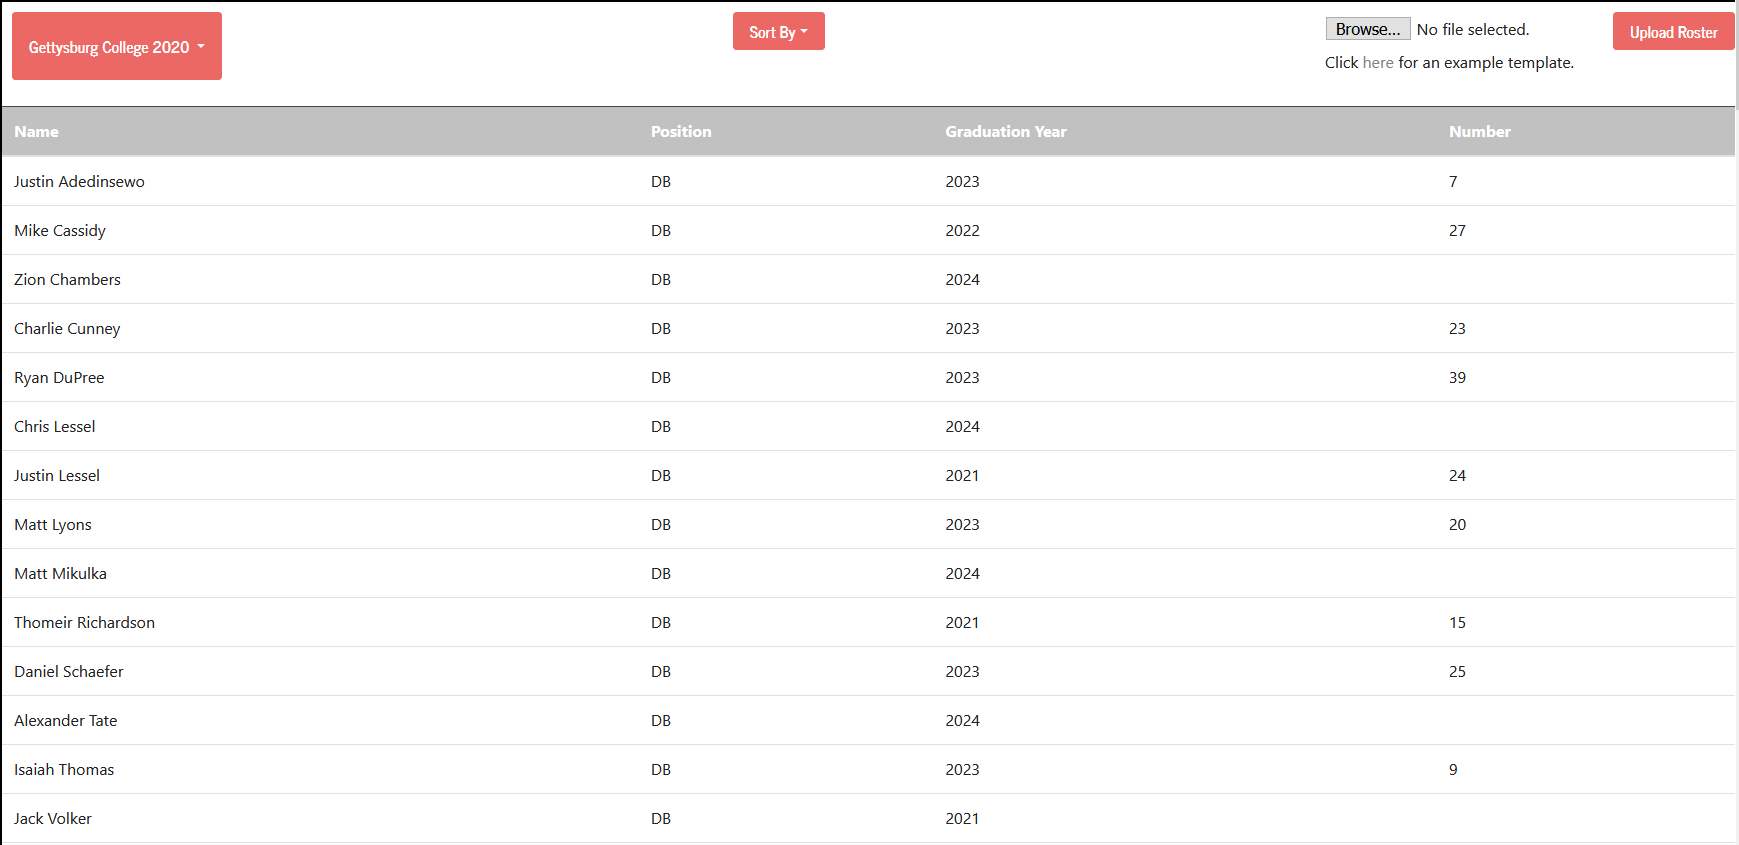 Gettysburg College 2020
Sort By
Browse... No file selected.
Upload Roster
Click here for an example template.
Name Position Graduation Year Number
Justin Adedinsewo DB 2023 7
Mike Cassidy DB 2022 27
Zion Chambers DB 2024
Charlie Cunney DB 2023 23
Ryan DuPree DB 2023 39
Chris Lessel DB 2024
Justin Lessel DB 2021 24
Matt Lyons DB 2023 20
Matt Mikulka DB 2024
Thomeir Richardson DB 2021 15
Daniel Schaefer DB 2023 25
Alexander Tate DB 2024
Isaiah Thomas DB 2023 9
Jack Volker DB 2021